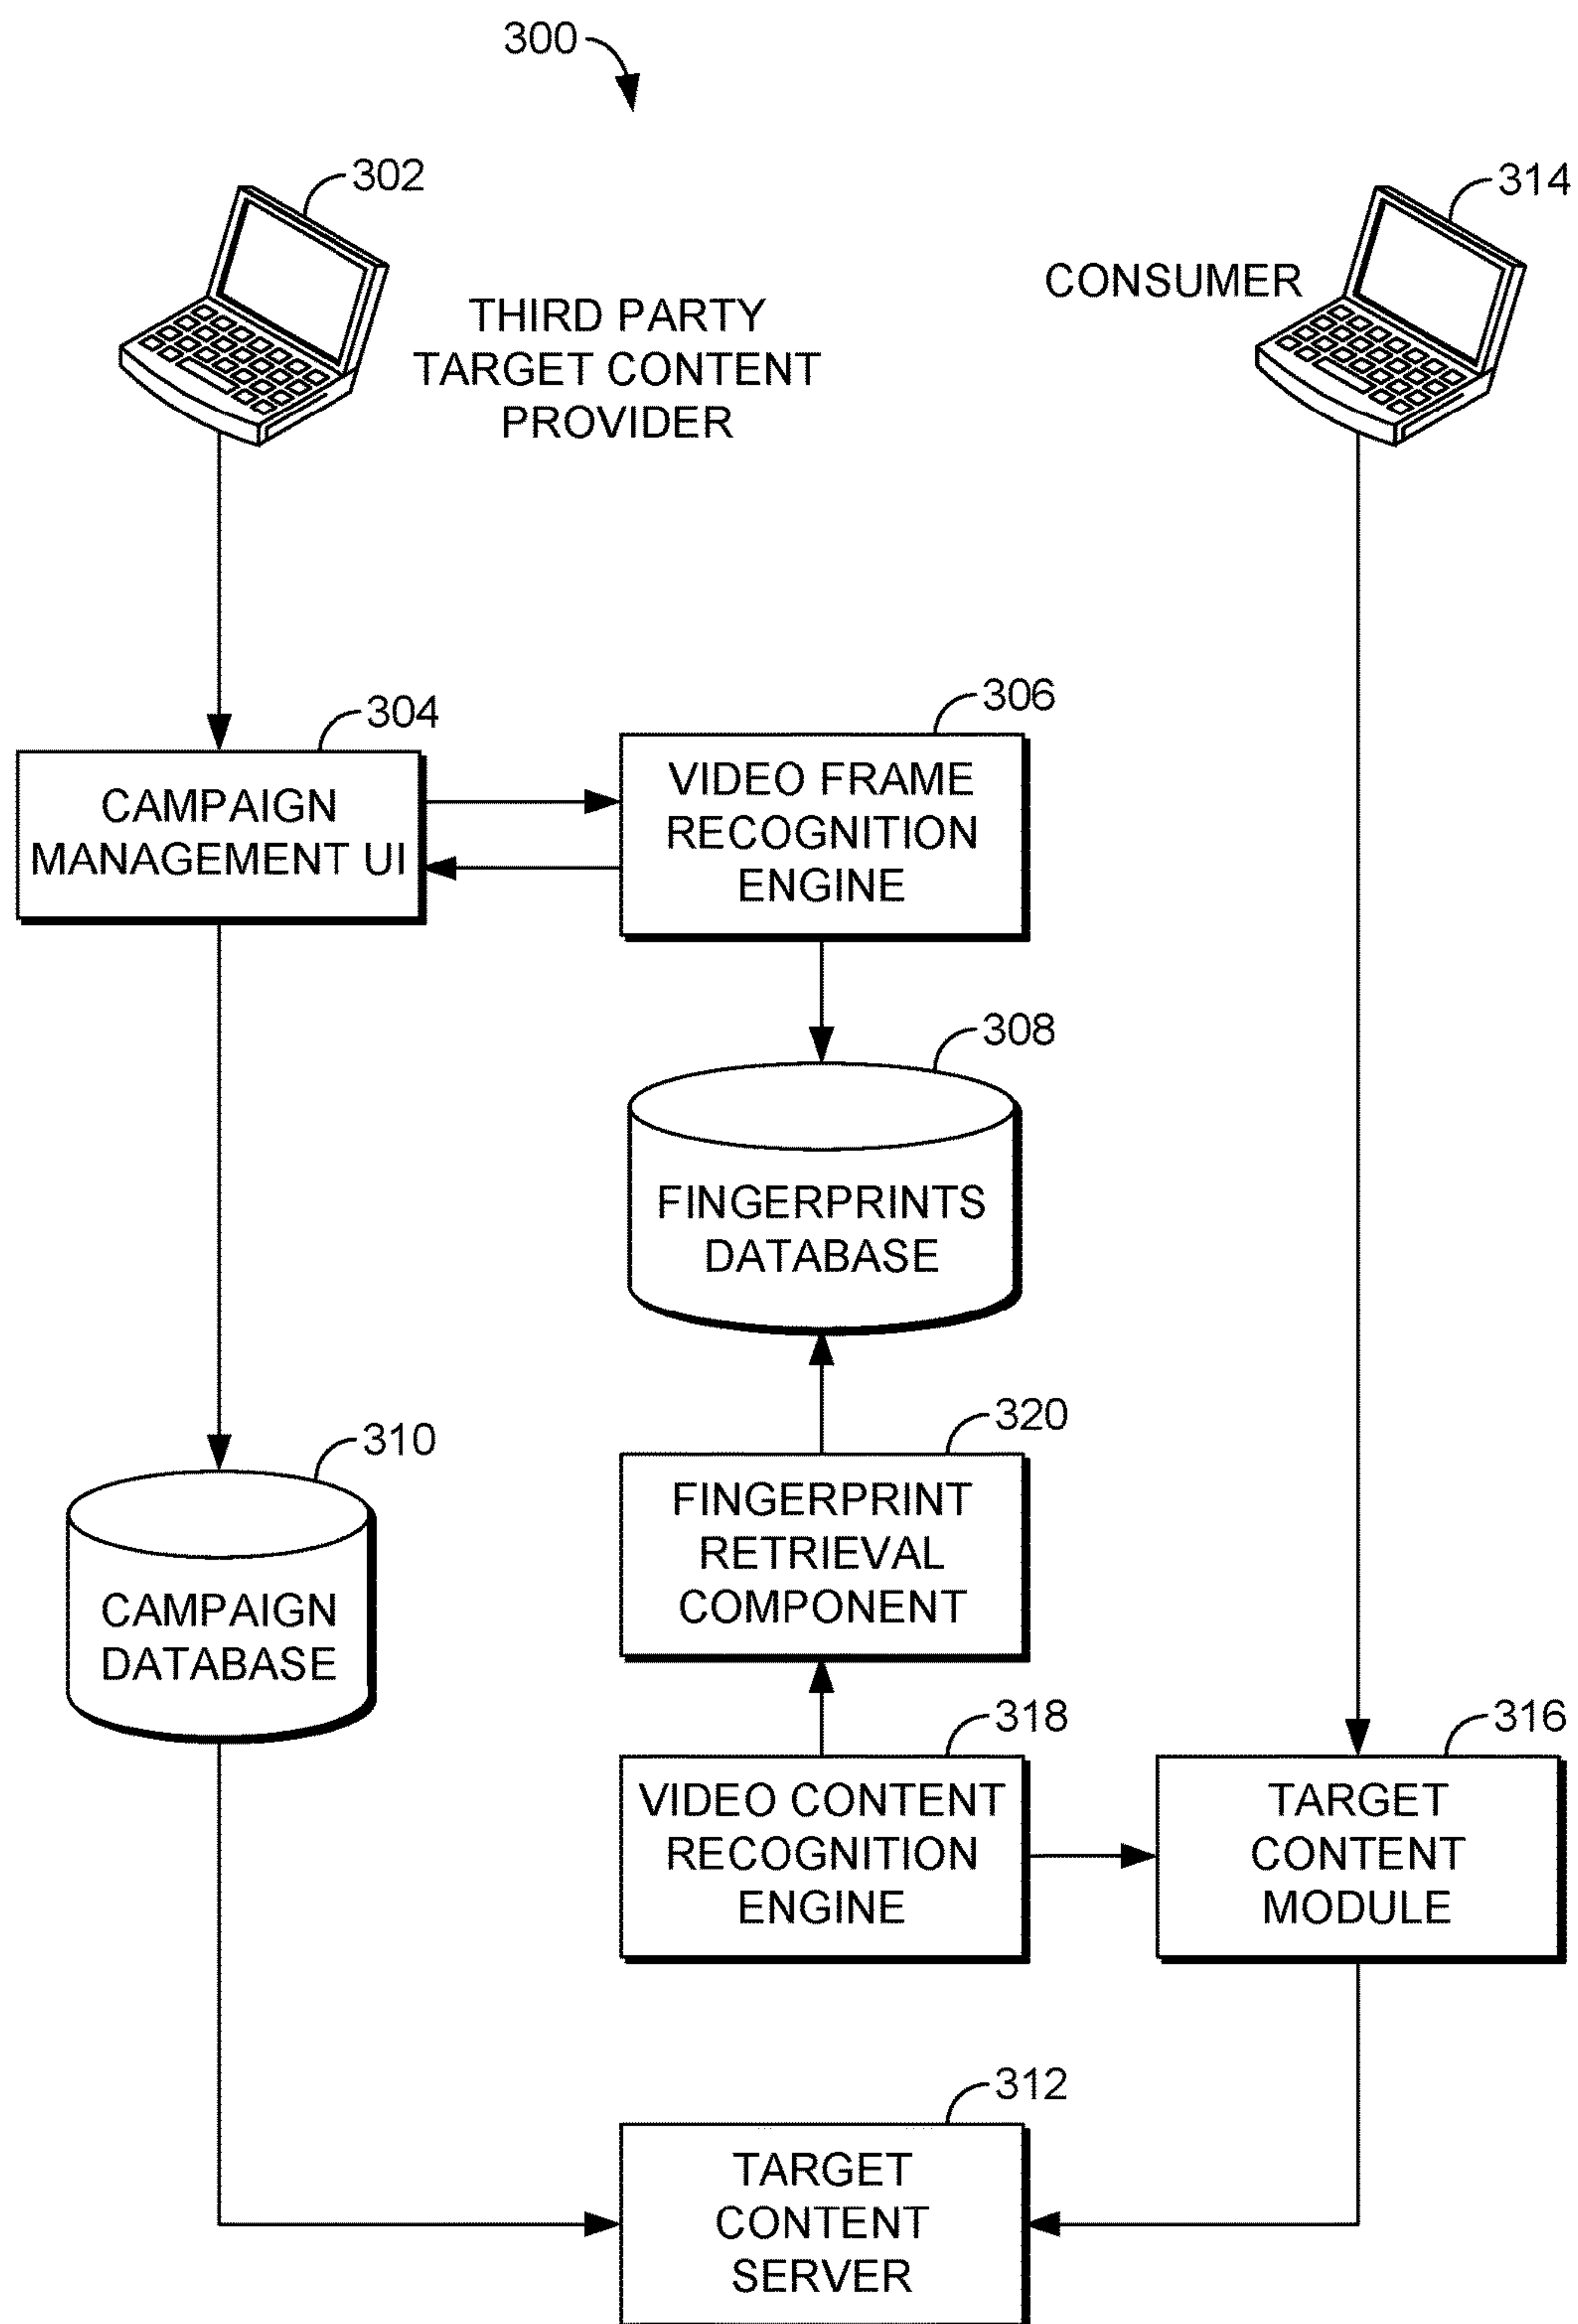 300
302
314
CONSUMER
THIRD PARTY
TARGET CONTENT
PROVIDER
304
306
CAMPAIGN
MANAGEMENT UI
VIDEO FRAME
RECOGNITION
ENGINE
308
FINGERPRINTS
DATABASE
310
320
CAMPAIGN
DATABASE
FINGERPRINT
RETRIEVAL
COMPONENT
318
316
VIDEO CONTENT
RECOGNITION
ENGINE
TARGET
CONTENT
MODULE
312
TARGET
CONTENT
SERVER